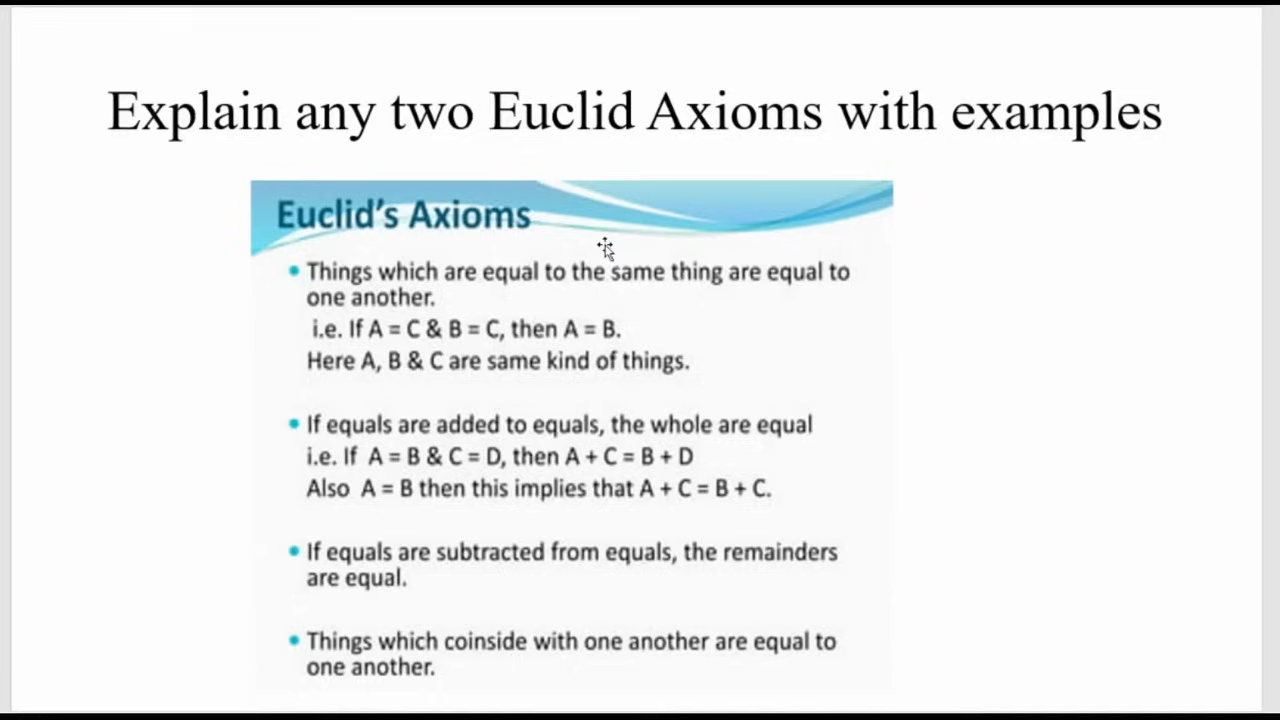 Explain any two Euclid Axioms with examples
Euclid's Axioms
• Things which are equal to the same thing are equal to
one another.
i.e. If A = C & B = C, then A = B.
Here A, B & C are same kind of things.
• If equals are added to equals, the whole are equal
i.e. If A = B & C = D, then A + C = B + D
Also A = B then this implies that A + C = B + C.
• If equals are subtracted from equals, the remainders
are equal.
• Things which coinside with one another are equal to
one another.